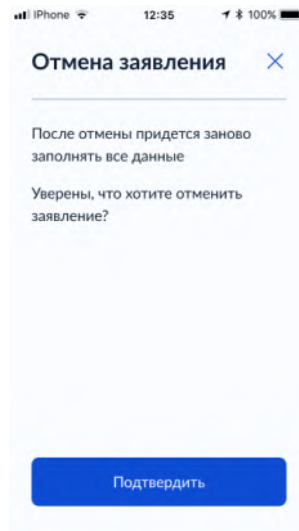 IPhone 12:35 100%
Отмена заявления
После отмены придется заново
заполнять все данные
Уверены, что хотите отменить
заявление?
Подтвердить